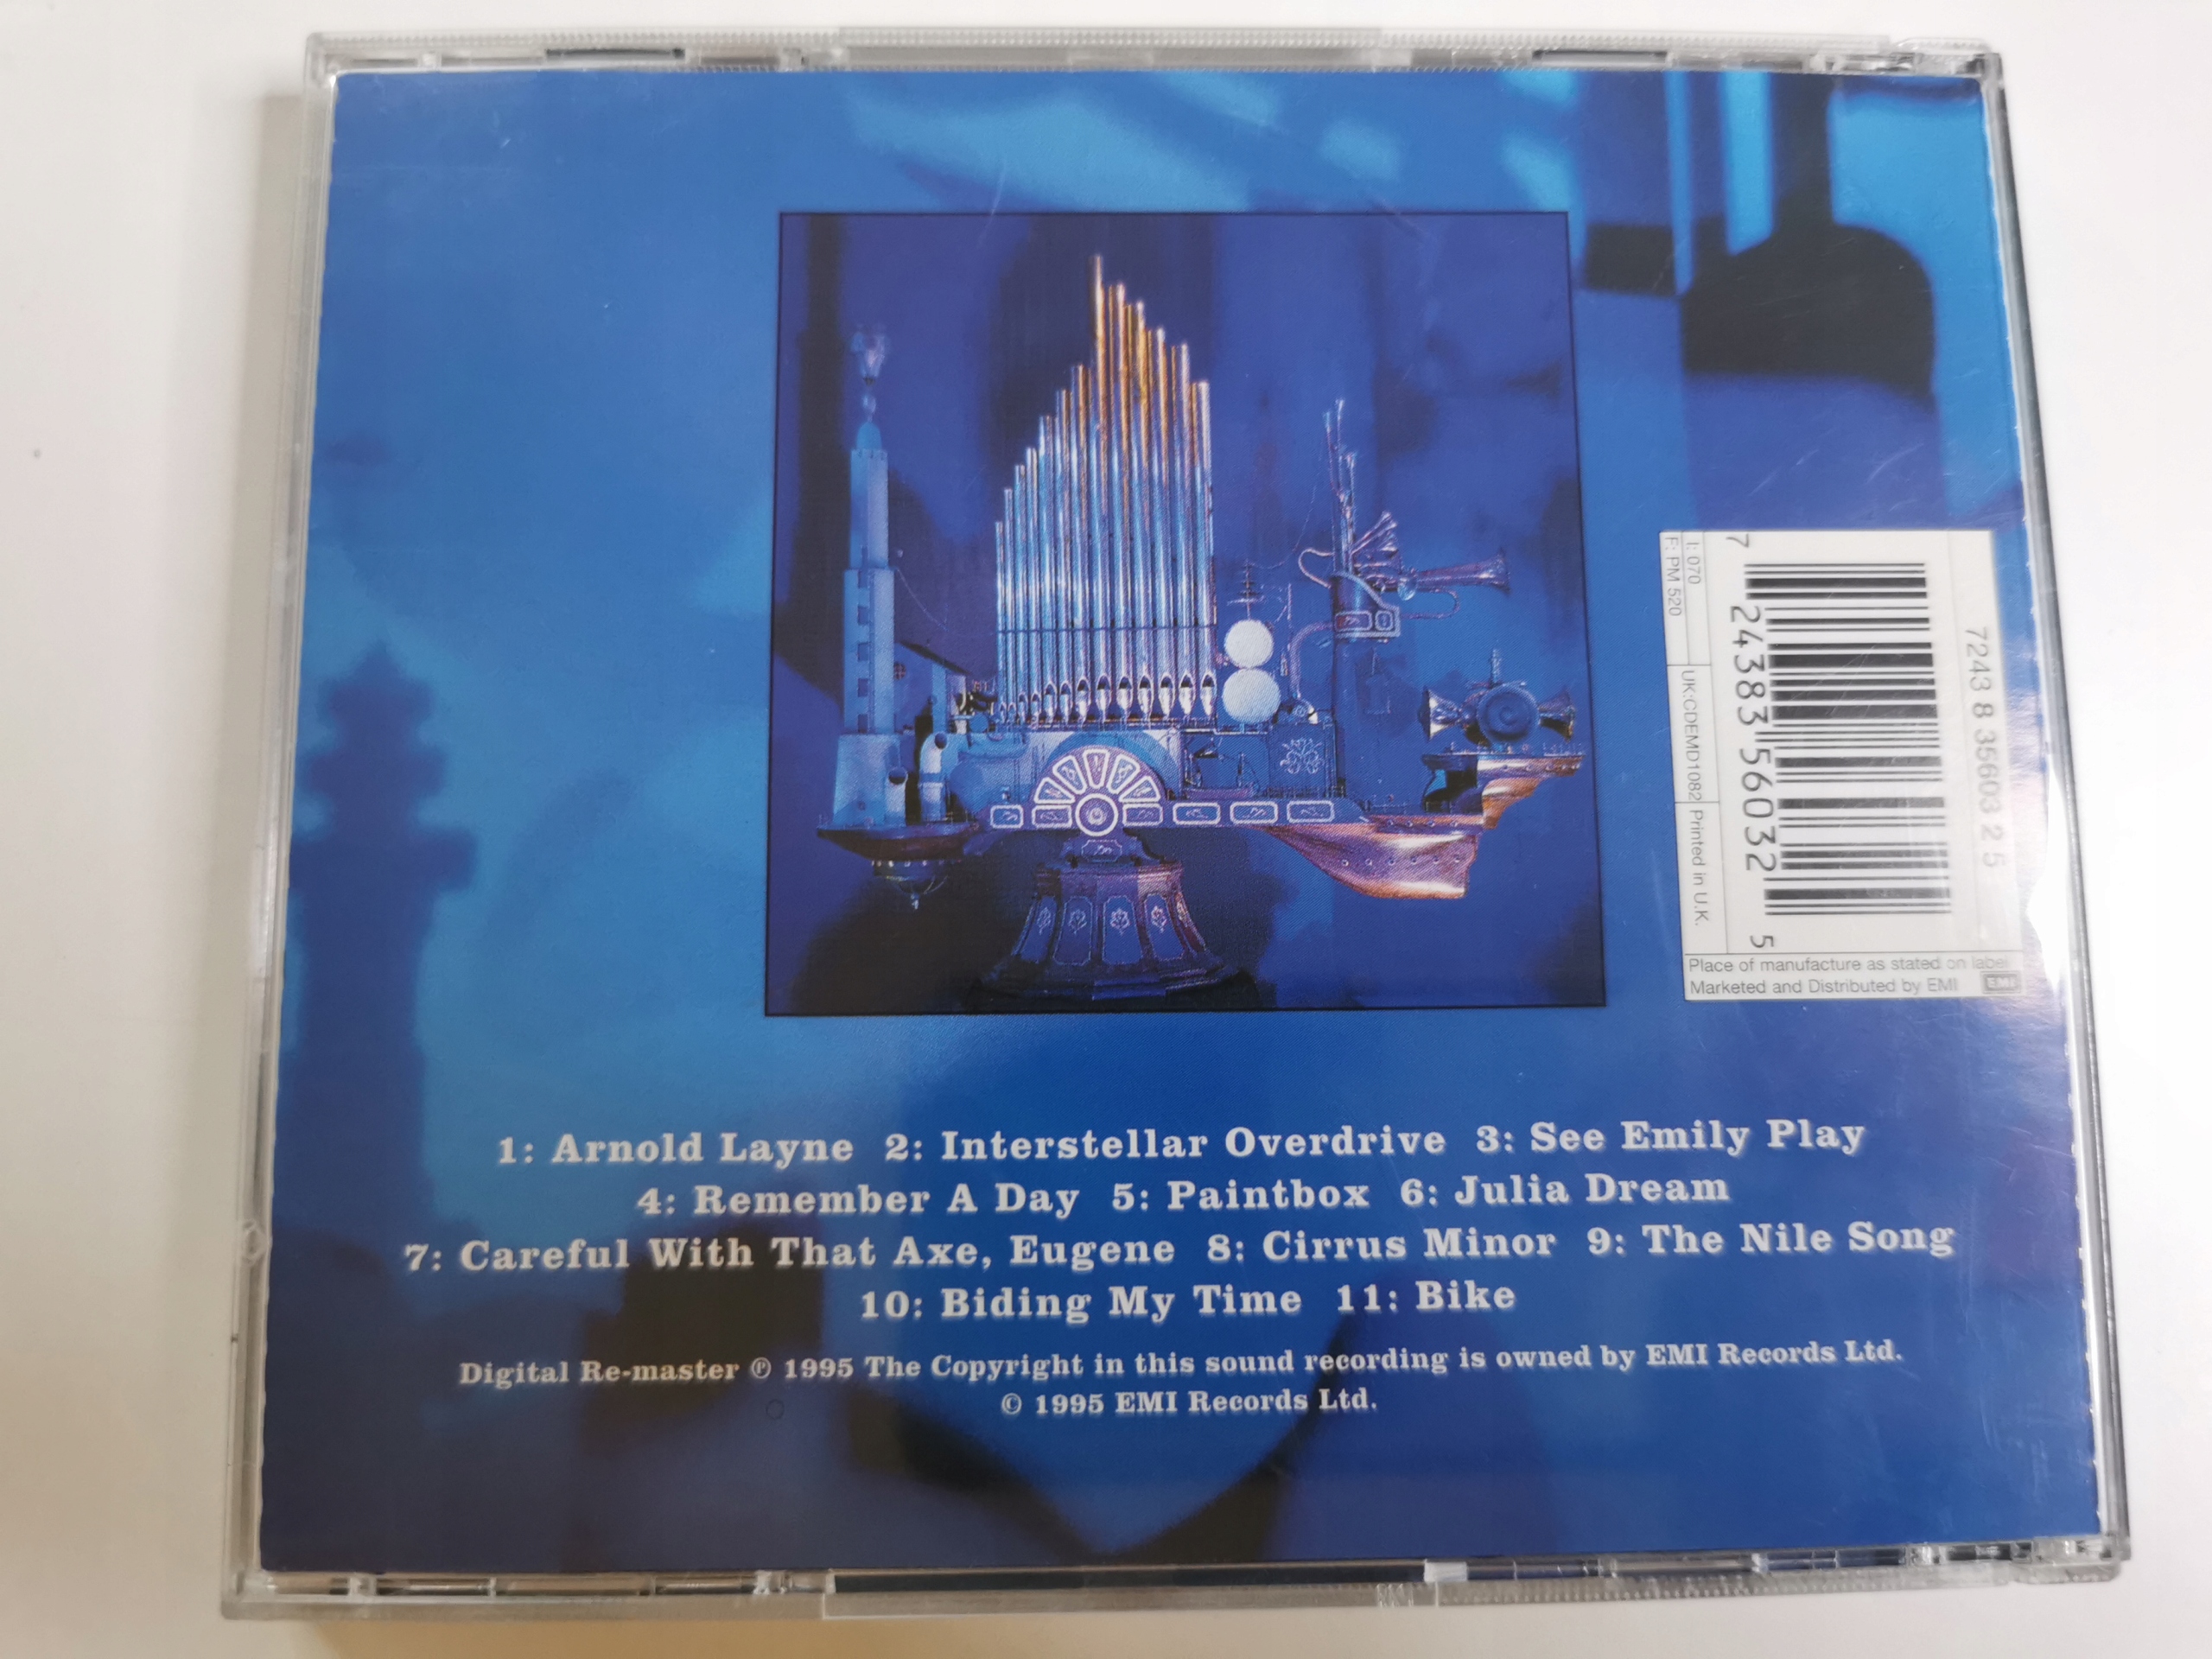 7243 8 35603 2 5
7 24383 56032 5
I: 070
F: PM 520
UK:CDEMD1082
Printed in U.K.
Place of manufacture as stated on label
Marketed and Distributed by EMI
EMI
1: Arnold Layne 2: Interstellar Overdrive 3: See Emily Play
4: Remember A Day 5: Paintbox 6: Julia Dream
7: Careful With That Axe, Eugene 8: Cirrus Minor 9: The Nile Song
10: Biding My Time 11: Bike
Digital Re-master ℗ 1995 The Copyright in this sound recording is owned by EMI Records Ltd.
© 1995 EMI Records Ltd.